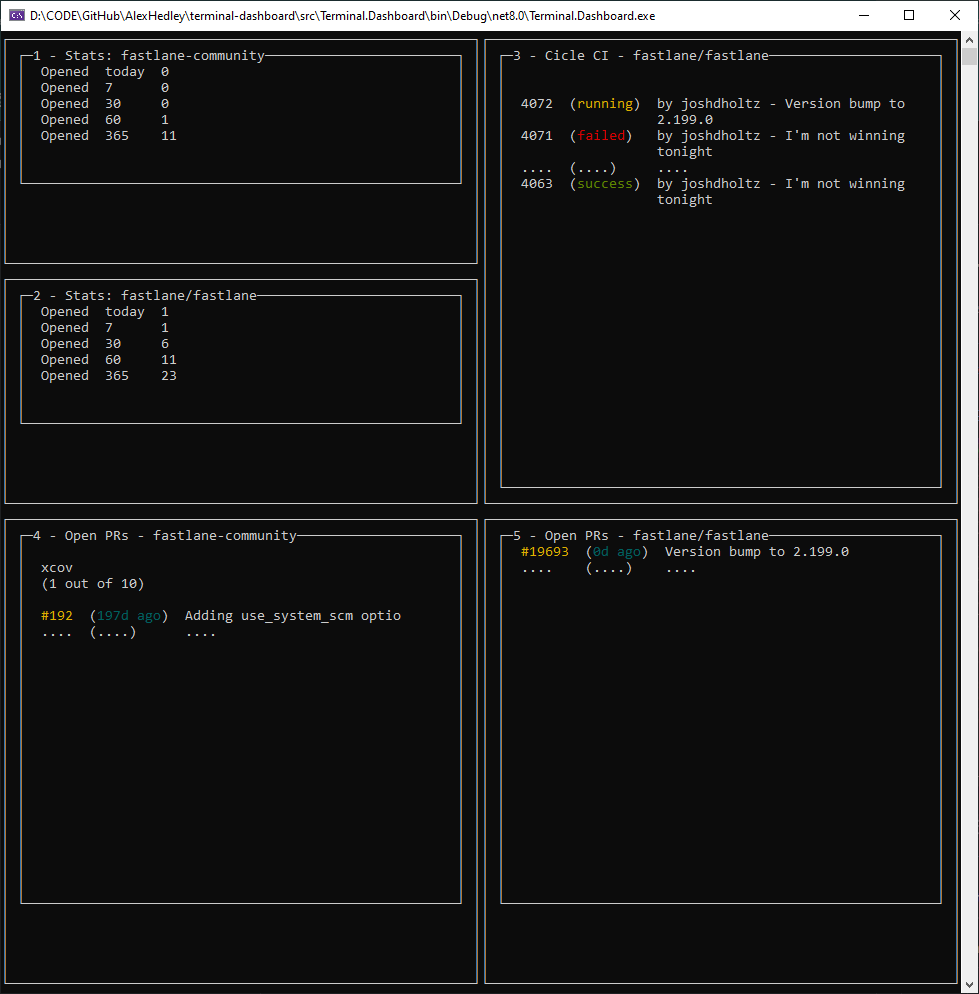 D:\CODE\GitHub\AlexHedley\terminal-dashboard\src\Terminal.Dashboard\bin\Debug\net8.0\Terminal.Dashboard.exe
1 - Stats: fastlane-community
Opened today 0
Opened 7 0
Opened 30 0
Opened 60 1
Opened 365 11
2 - Stats: fastlane/fastlane
Opened today 1
Opened 7 1
Opened 30 6
Opened 60 11
Opened 365 23
3 - Cicle CI - fastlane/fastlane
4072 (running) by joshdholtz - Version bump to
2.199.0
4071 (failed) by joshdholtz - I'm not winning
tonight
.... (....) ....
4063 (success) by joshdholtz - I'm not winning
tonight
4 - Open PRs - fastlane-community
xcov
(1 out of 10)
#192 (197d ago) Adding use_system_scm optio
.... (....) ....
5 - Open PRs - fastlane/fastlane
#19693 (0d ago) Version bump to 2.199.0
.... (....) ....